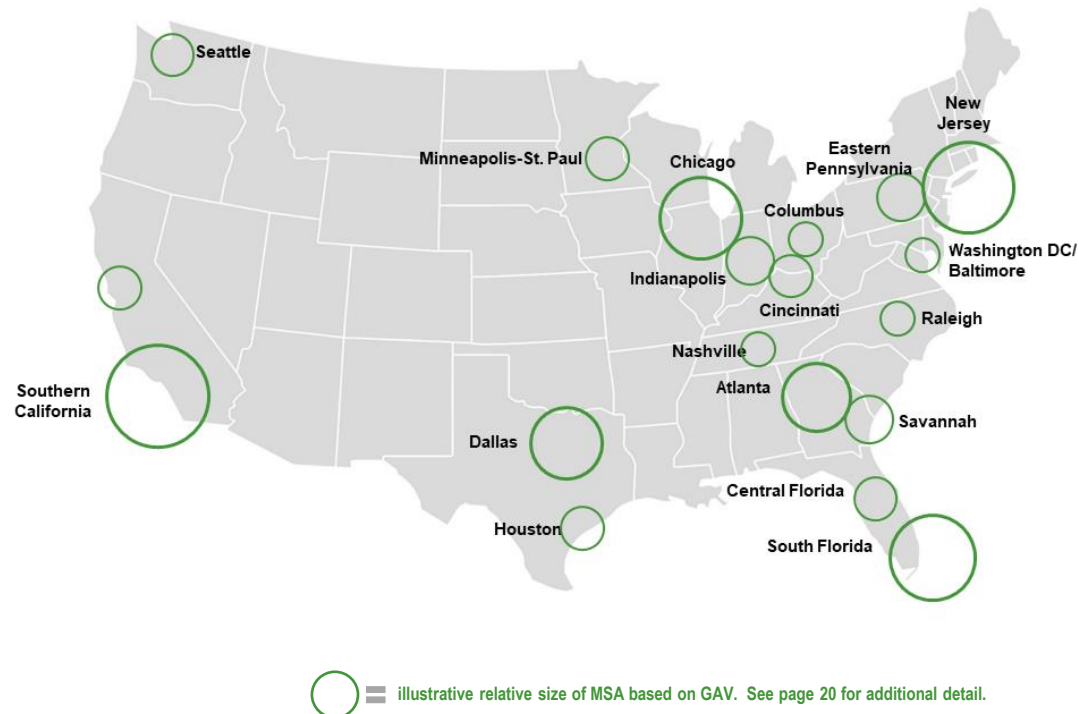 Seattle
New
Jersey
Eastern
Pennsylvania
Minneapolis-St. Paul
Chicago
Columbus
Washington DC/
Baltimore
Indianapolis
Cincinnati
Raleigh
Nashville
Southern
California
Atlanta
Savannah
Dallas
Central Florida
Houston
South Florida
= illustrative relative size of MSA based on GAV. See page 20 for additional detail.